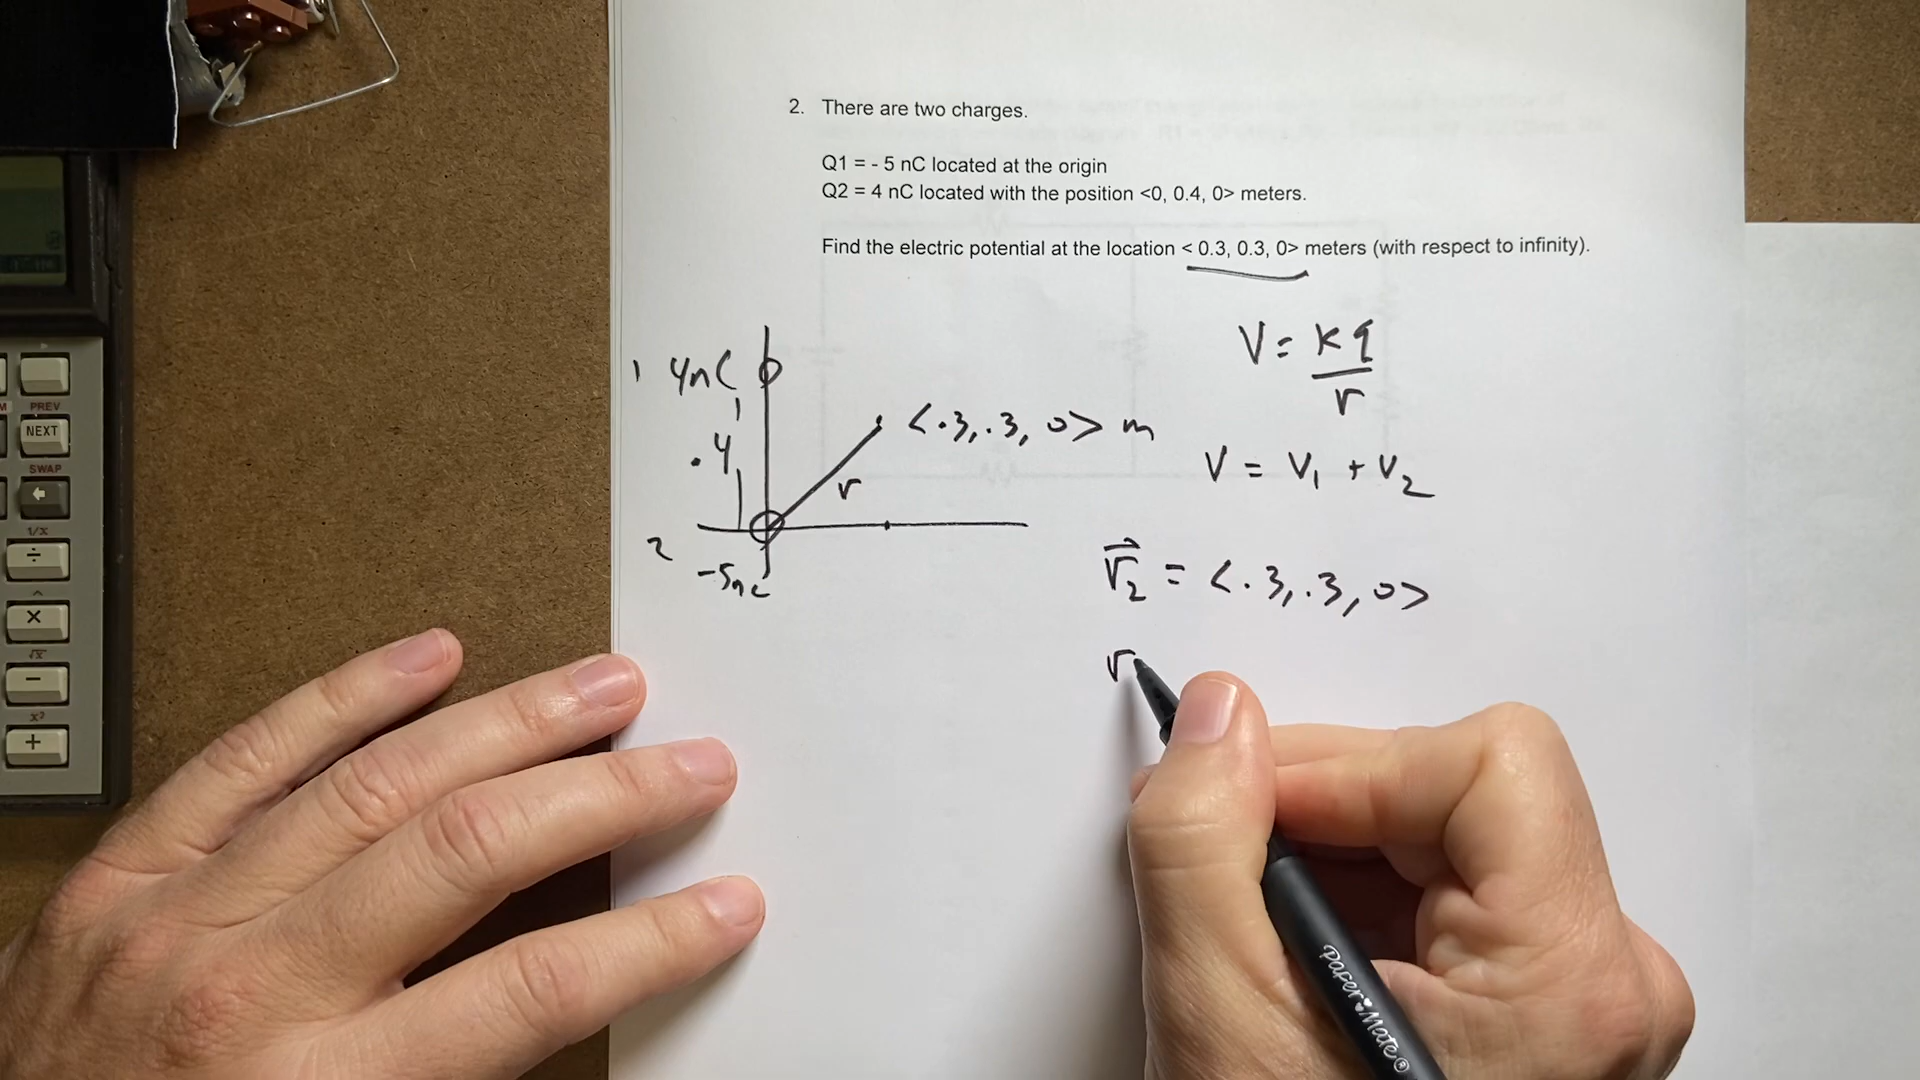 2. There are two charges.
Q1 = - 5 nC located at the origin
Q2 = 4 nC located with the position <0, 0.4, 0> meters.
Find the electric potential at the location < 0.3, 0.3, 0> meters (with respect to infinity).
V = kq
r
1 4nC
<.3, .3, 0> m
.4
r
V = V1 + V2
2
-5nC
r2 = <.3, .3, 0>
r
PREV
NEXT
SWAP
1/X
÷
^
×
√x
−
x²
+
PAPER MATE®